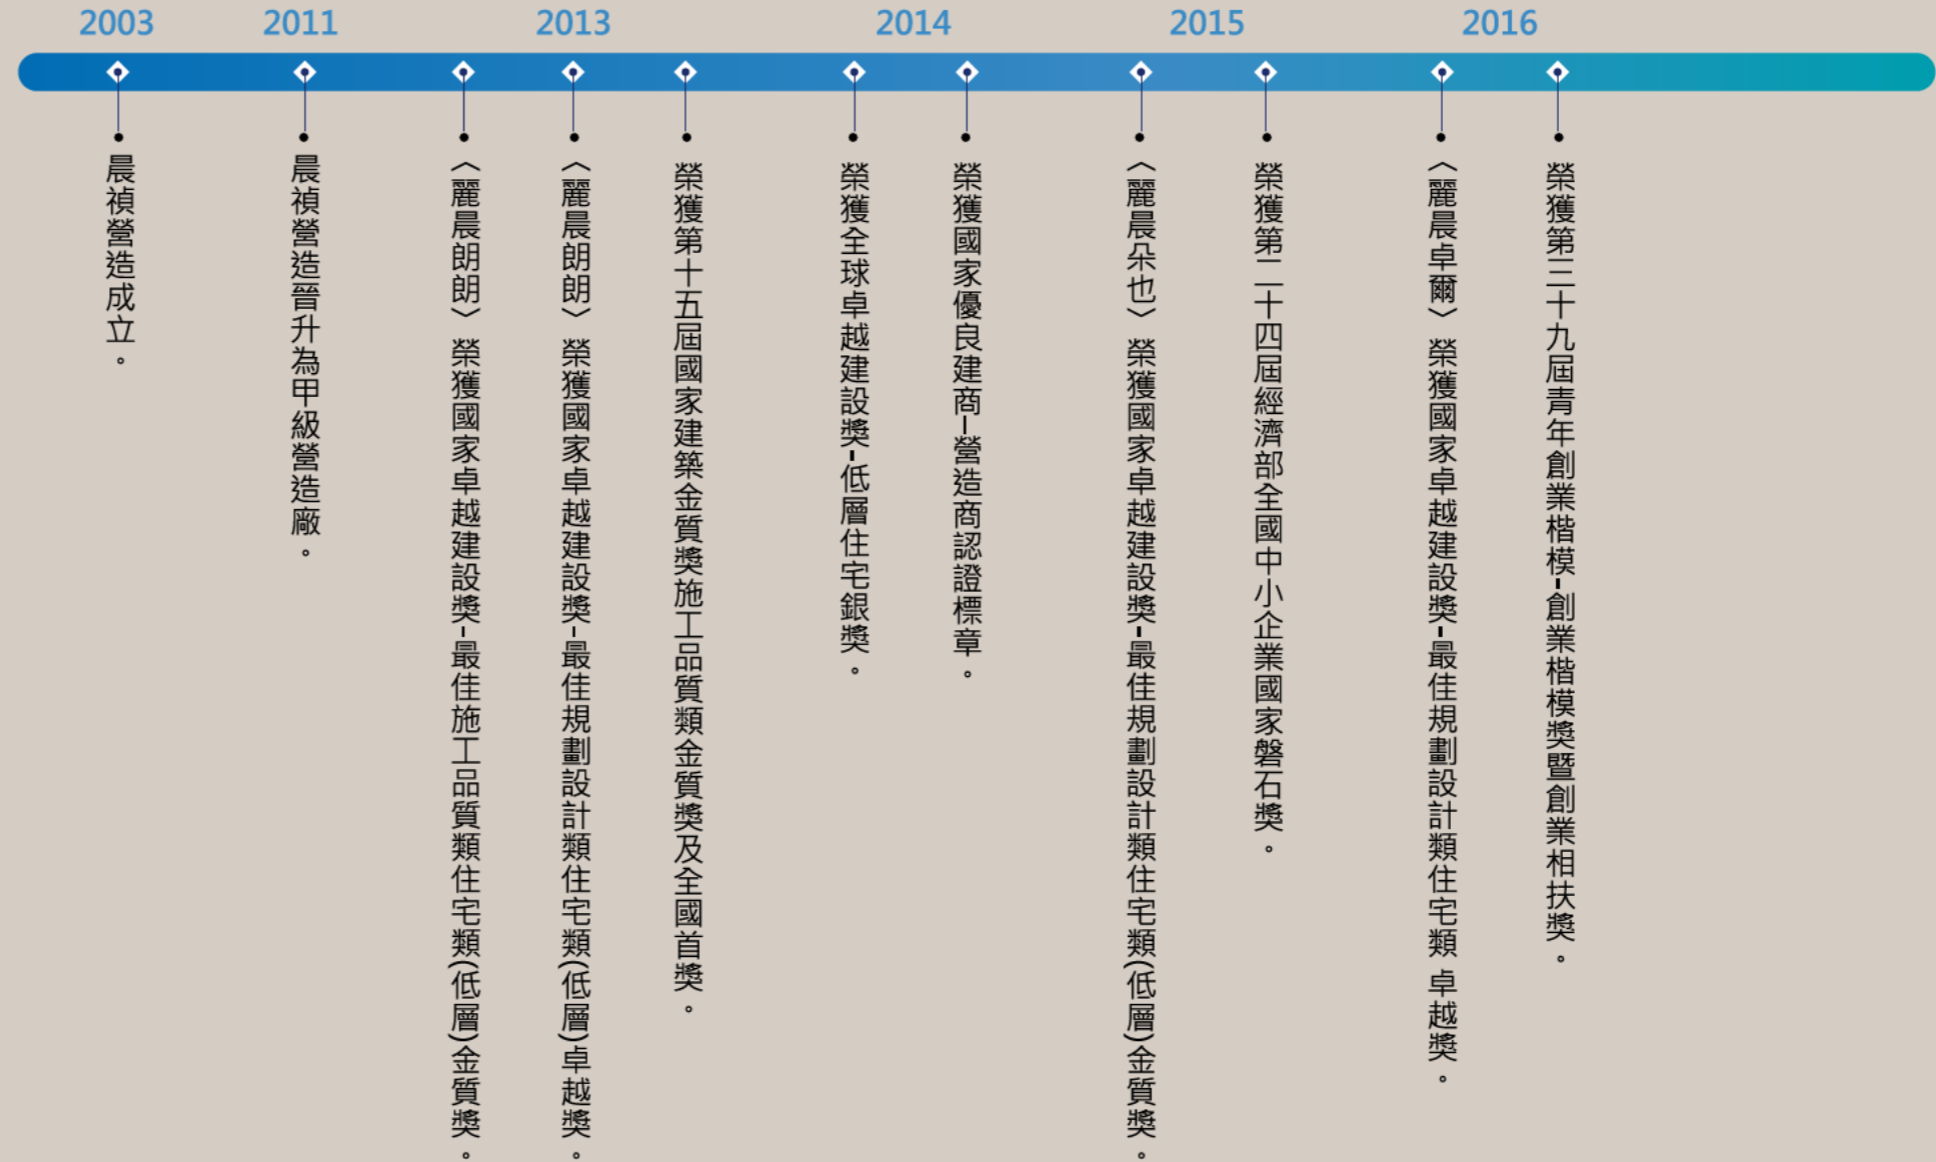 2003
2011
2013
2014
2015
2016
晨禎營造成立。
晨禎營造晉升為甲級營造廠。
〈麗晨朗朗〉榮獲國家卓越建設獎-最佳施工品質類住宅類(低層)金質獎。
〈麗晨朗朗〉榮獲國家卓越建設獎-最佳規劃設計類住宅類(低層)卓越獎。
榮獲第十五屆國家建築金質獎施工品質類金質獎及全國首獎。
榮獲全球卓越建設獎-低層住宅銀獎。
榮獲國家優良建商─營造商認證標章。
〈麗晨朵也〉榮獲國家卓越建設獎-最佳規劃設計類住宅類(低層)金質獎。
榮獲第二十四屆經濟部全國中小企業國家磐石獎。
〈麗晨卓爾〉榮獲國家卓越建設獎-最佳規劃設計類住宅類 卓越獎。
榮獲第三十九屆青年創業楷模-創業楷模獎暨創業相扶獎。